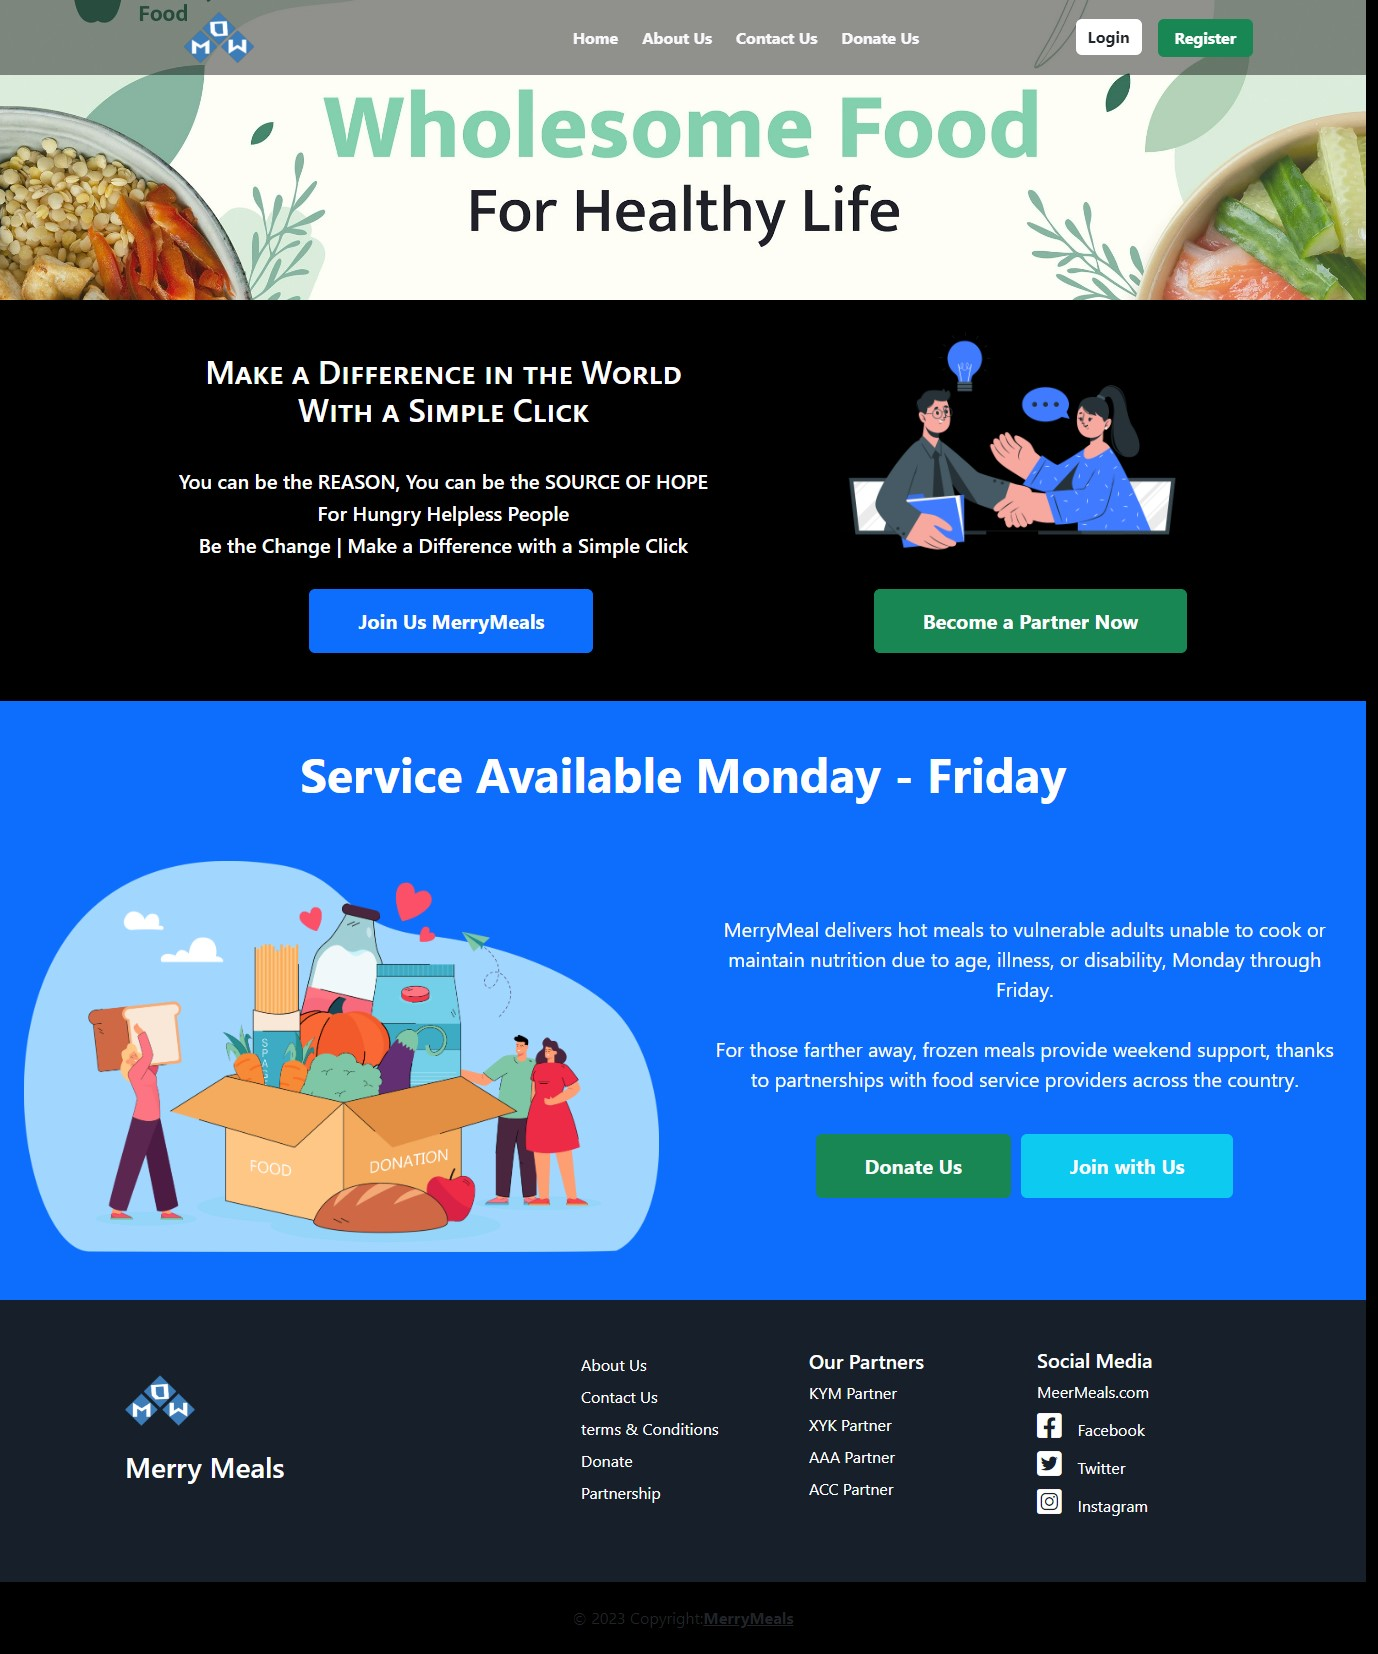 Food
MOW
Home
About Us
Contact Us
Donate Us
Login
Register
Wholesome Food
For Healthy Life
Make a Difference in the World
With a Simple Click
You can be the REASON, You can be the SOURCE OF HOPE
For Hungry Helpless People
Be the Change | Make a Difference with a Simple Click
Join Us MerryMeals
Become a Partner Now
Service Available Monday - Friday
FOOD
DONATION
MerryMeal delivers hot meals to vulnerable adults unable to cook or
maintain nutrition due to age, illness, or disability, Monday through
Friday.
For those farther away, frozen meals provide weekend support, thanks
to partnerships with food service providers across the country.
Donate Us
Join with Us
MOW
Merry Meals
About Us
Contact Us
terms & Conditions
Donate
Partnership
Our Partners
KYM Partner
XYK Partner
AAA Partner
ACC Partner
Social Media
MeerMeals.com
Facebook
Twitter
Instagram
© 2023 Copyright:MerryMeals